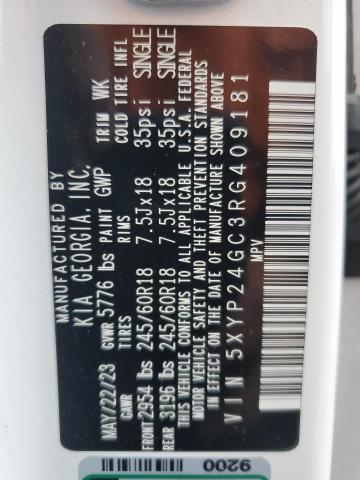 MANUFACTURED BY
KIA GEORGIA, INC.
MAY/22/23 GVWR 5776 lbs PAINT GWP TRIM WK
GAWR TIRES RIMS COLD TIRE INFL
FRONT 2954 lbs 245/60R18 7.5Jx18 35psi SINGLE
REAR 3196 lbs 245/60R18 7.5Jx18 35psi SINGLE
THIS VEHICLE CONFORMS TO ALL APPLICABLE U.S.A. FEDERAL
MOTOR VEHICLE SAFETY AND THEFT PREVENTION STANDARDS
IN EFFECT ON THE DATE OF MANUFACTURE SHOWN ABOVE
VIN 5XYP24GC3RG409181
MPV
9200